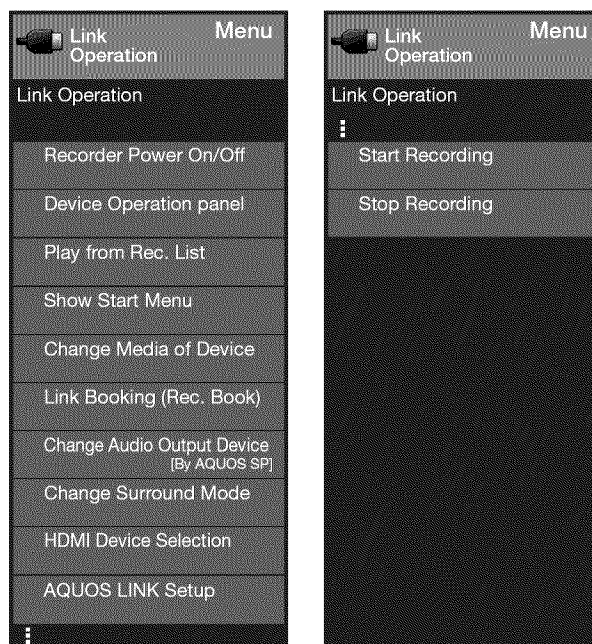 Link
Operation
Menu
Link Operation
Recorder Power On/Off
Device Operation panel
Play from Rec. List
Show Start Menu
Change Media of Device
Link Booking (Rec. Book)
Change Audio Output Device
[By AQUOS SP]
Change Surround Mode
HDMI Device Selection
AQUOS LINK Setup
Link
Operation
Menu
Link Operation
Start Recording
Stop Recording